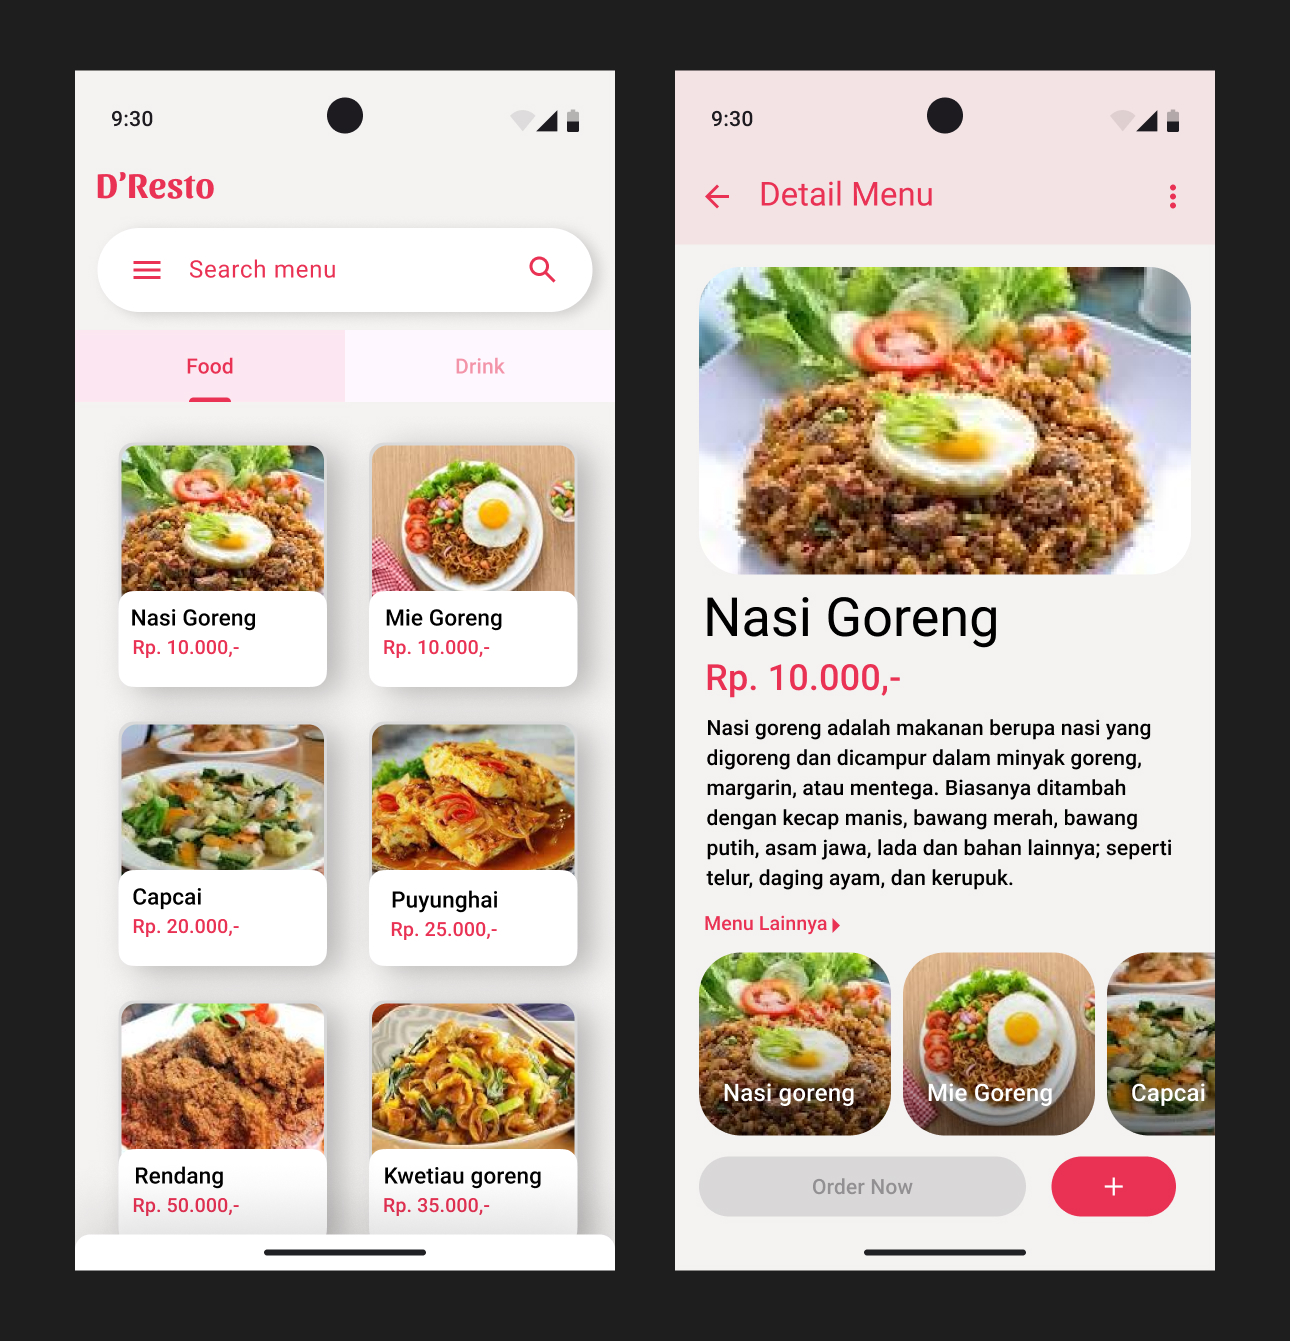 9:30
D'Resto
Search menu
Food
Drink
Nasi Goreng
Rp. 10.000,-
Mie Goreng
Rp. 10.000,-
Capcai
Rp. 20.000,-
Puyunghai
Rp. 25.000,-
Rendang
Rp. 50.000,-
Kwetiau goreng
Rp. 35.000,-
9:30
Detail Menu
Nasi Goreng
Rp. 10.000,-
Nasi goreng adalah makanan berupa nasi yang
digoreng dan dicampur dalam minyak goreng,
margarin, atau mentega. Biasanya ditambah
dengan kecap manis, bawang merah, bawang
putih, asam jawa, lada dan bahan lainnya; seperti
telur, daging ayam, dan kerupuk.
Menu Lainnya
Nasi goreng
Mie Goreng
Capcai
Order Now
+